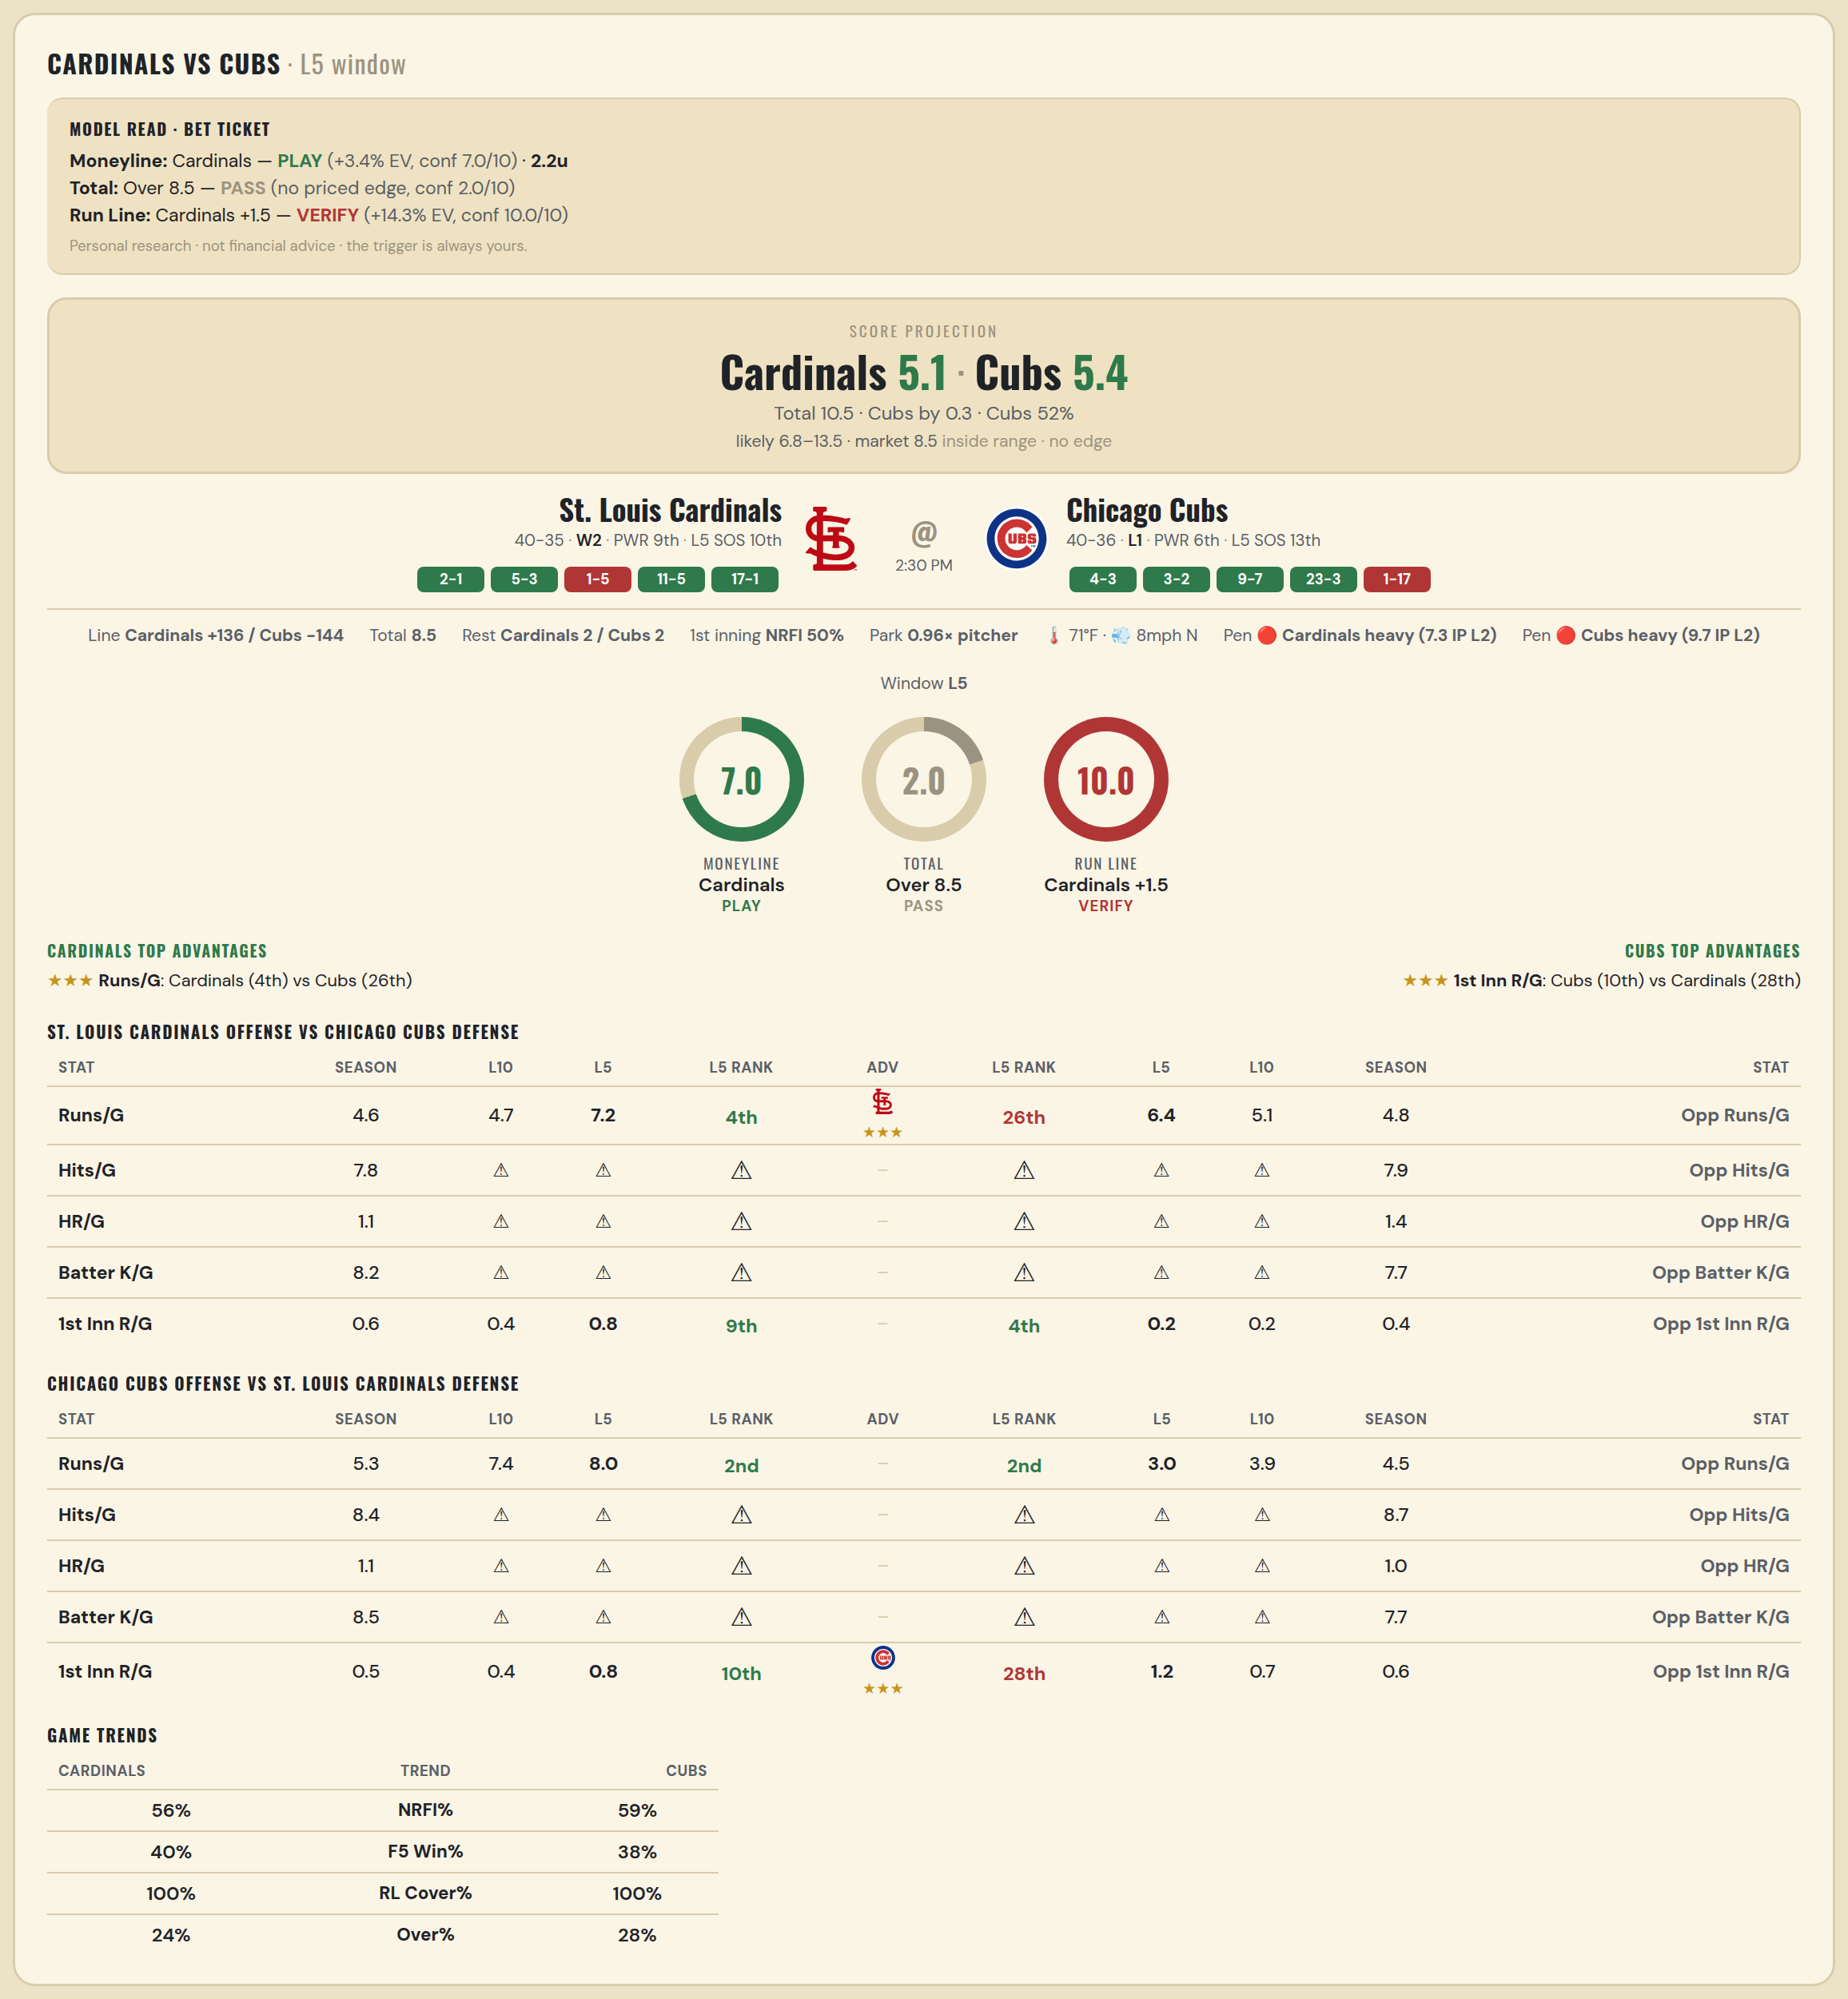 CARDINALS VS CUBS · L5 window
MODEL READ · BET TICKET
Moneyline: Cardinals — PLAY (+3.4% EV, conf 7.0/10) · 2.2u
Total: Over 8.5 — PASS (no priced edge, conf 2.0/10)
Run Line: Cardinals +1.5 — VERIFY (+14.3% EV, conf 10.0/10)
Personal research · not financial advice · the trigger is always yours.
SCORE PROJECTION
Cardinals 5.1 · Cubs 5.4
Total 10.5 · Cubs by 0.3 · Cubs 52%
likely 6.8–13.5 · market 8.5 inside range · no edge
St. Louis Cardinals @ Chicago Cubs
40-35 · W2 · PWR 9th · L5 SOS 10th 2:30 PM 40-36 · L1 · PWR 6th · L5 SOS 13th
2-1 5-3 1-5 11-5 17-1 4-3 3-2 9-7 23-3 1-17
Line Cardinals +136 / Cubs -144 Total 8.5 Rest Cardinals 2 / Cubs 2 1st inning NRFI 50% Park 0.96× pitcher 🌡️ 71°F · 💨 8mph N Pen 🔴 Cardinals heavy (7.3 IP L2) Pen 🔴 Cubs heavy (9.7 IP L2)
Window L5
7.0 2.0 10.0
MONEYLINE TOTAL RUN LINE
Cardinals Over 8.5 Cardinals +1.5
PLAY PASS VERIFY
CARDINALS TOP ADVANTAGES CUBS TOP ADVANTAGES
★★★ Runs/G: Cardinals (4th) vs Cubs (26th) ★★★ 1st Inn R/G: Cubs (10th) vs Cardinals (28th)
ST. LOUIS CARDINALS OFFENSE VS CHICAGO CUBS DEFENSE
STAT SEASON L10 L5 L5 RANK ADV L5 RANK L5 L10 SEASON STAT
Runs/G 4.6 4.7 7.2 4th ★★★ 26th 6.4 5.1 4.8 Opp Runs/G
Hits/G 7.8 ⚠ ⚠ ⚠ – ⚠ ⚠ ⚠ 7.9 Opp Hits/G
HR/G 1.1 ⚠ ⚠ ⚠ – ⚠ ⚠ ⚠ 1.4 Opp HR/G
Batter K/G 8.2 ⚠ ⚠ ⚠ – ⚠ ⚠ ⚠ 7.7 Opp Batter K/G
1st Inn R/G 0.6 0.4 0.8 9th – 4th 0.2 0.2 0.4 Opp 1st Inn R/G
CHICAGO CUBS OFFENSE VS ST. LOUIS CARDINALS DEFENSE
STAT SEASON L10 L5 L5 RANK ADV L5 RANK L5 L10 SEASON STAT
Runs/G 5.3 7.4 8.0 2nd – 2nd 3.0 3.9 4.5 Opp Runs/G
Hits/G 8.4 ⚠ ⚠ ⚠ – ⚠ ⚠ ⚠ 8.7 Opp Hits/G
HR/G 1.1 ⚠ ⚠ ⚠ – ⚠ ⚠ ⚠ 1.0 Opp HR/G
Batter K/G 8.5 ⚠ ⚠ ⚠ – ⚠ ⚠ ⚠ 7.7 Opp Batter K/G
1st Inn R/G 0.5 0.4 0.8 10th ★★★ 28th 1.2 0.7 0.6 Opp 1st Inn R/G
GAME TRENDS
CARDINALS TREND CUBS
56% NRFI% 59%
40% F5 Win% 38%
100% RL Cover% 100%
24% Over% 28%